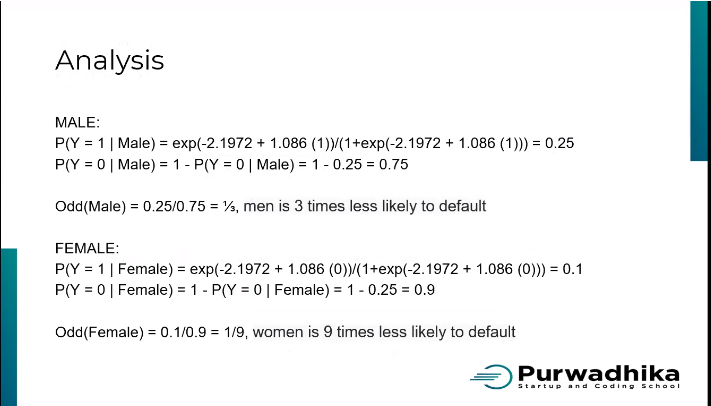 Analysis
MALE:
P(Y = 1 | Male) = exp(-2.1972 + 1.086 (1))/(1+exp(-2.1972 + 1.086 (1))) = 0.25
P(Y = 0 | Male) = 1 - P(Y = 0 | Male) = 1 - 0.25 = 0.75
Odd(Male) = 0.25/0.75 = ⅓, men is 3 times less likely to default
FEMALE:
P(Y = 1 | Female) = exp(-2.1972 + 1.086 (0))/(1+exp(-2.1972 + 1.086 (0))) = 0.1
P(Y = 0 | Female) = 1 - P(Y = 0 | Female) = 1 - 0.25 = 0.9
Odd(Female) = 0.1/0.9 = 1/9, women is 9 times less likely to default
Purwadhika
Startup and Coding School